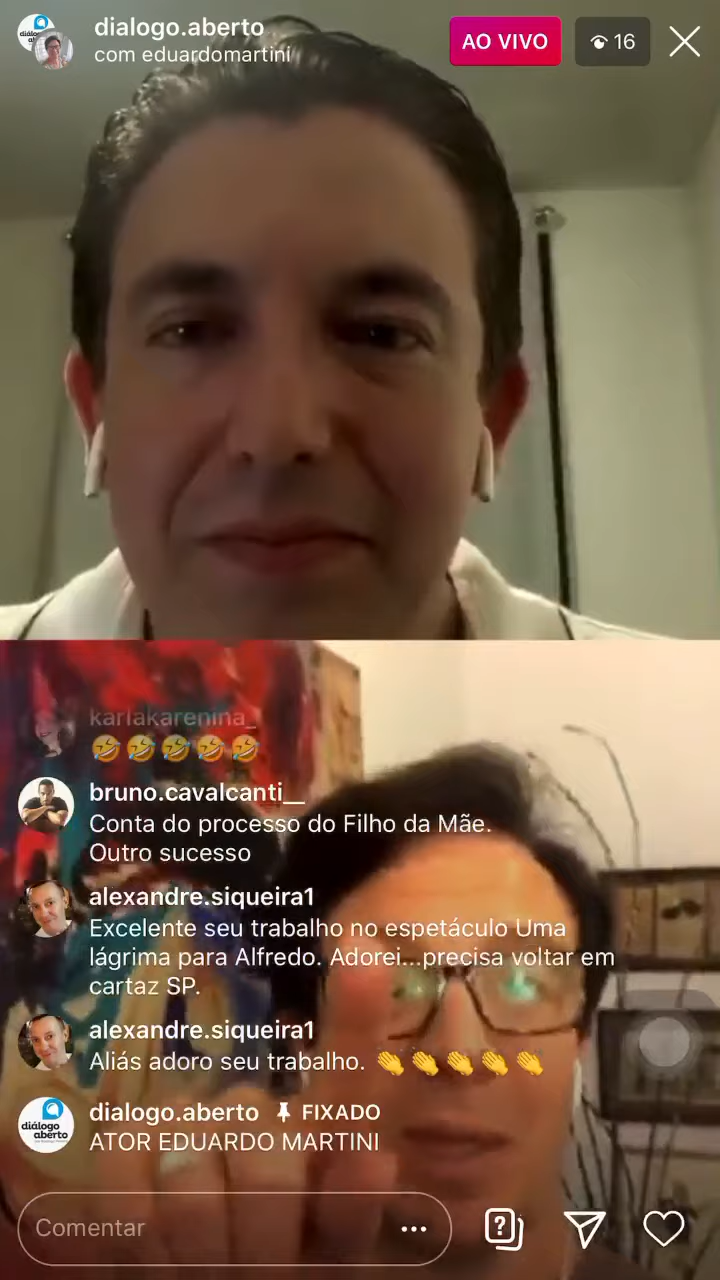 dialogo.aberto
com eduardomartini
AO VIVO
16
karlakarenina_
bruno.cavalcanti__
Conta do processo do Filho da Mãe.
Outro sucesso
alexandre.siqueira1
Excelente seu trabalho no espetáculo Uma
lágrima para Alfredo. Adorei...precisa voltar em
cartaz SP.
alexandre.siqueira1
Aliás adoro seu trabalho. 👏👏👏👏👏
diálogo
aberto
dialogo.aberto FIXADO
ATOR EDUARDO MARTINI
Comentar